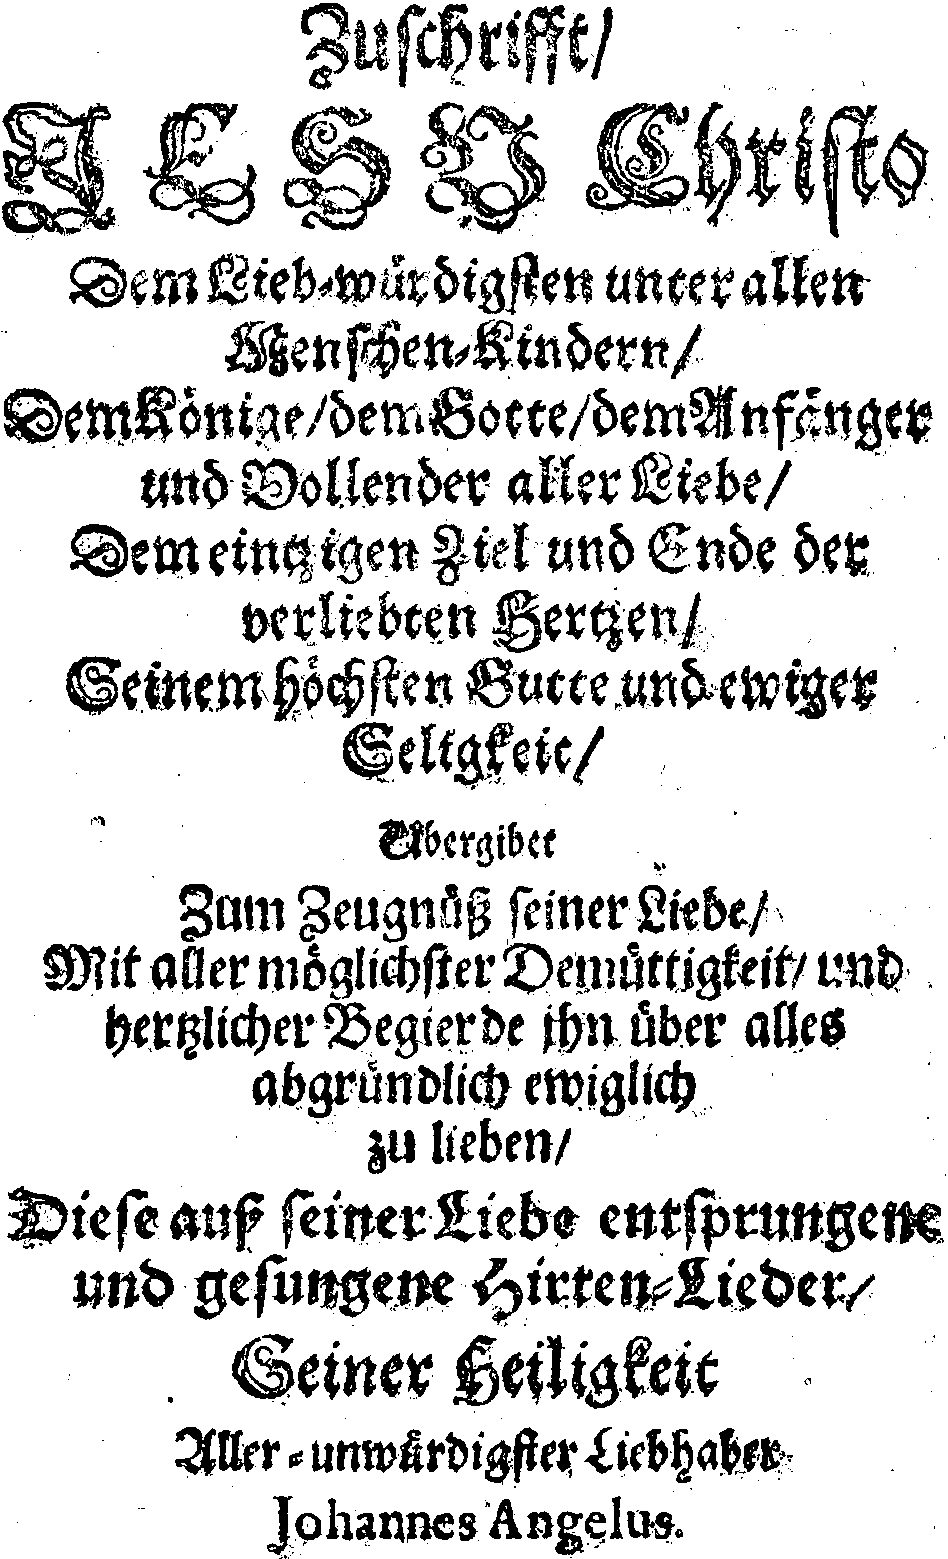 Zuschrifft/
JESU Christo
Dem Lieb-würdigsten unter allen
Menschen-Kindern/
Dem Könige/ dem Gotte/ dem Anfänger
und Vollender aller Liebe/
Dem eintzigen Ziel und Ende der
verliebten Hertzen/
Seinem höchsten Gutte und ewiger
Seligkeit/
Ubergibet
Zum Zeugnüß seiner Liebe/
Mit aller möglichster Demüttigkeit/ und
hertzlicher Begierde ihn über alles
abgründlich ewiglich
zu lieben/
Diese auß seiner Liebe entsprungene
und gesungene Hirten-Lieder/
Seiner Heiligkeit
Aller-unwürdigster Liebhaber
Johannes Angelus.